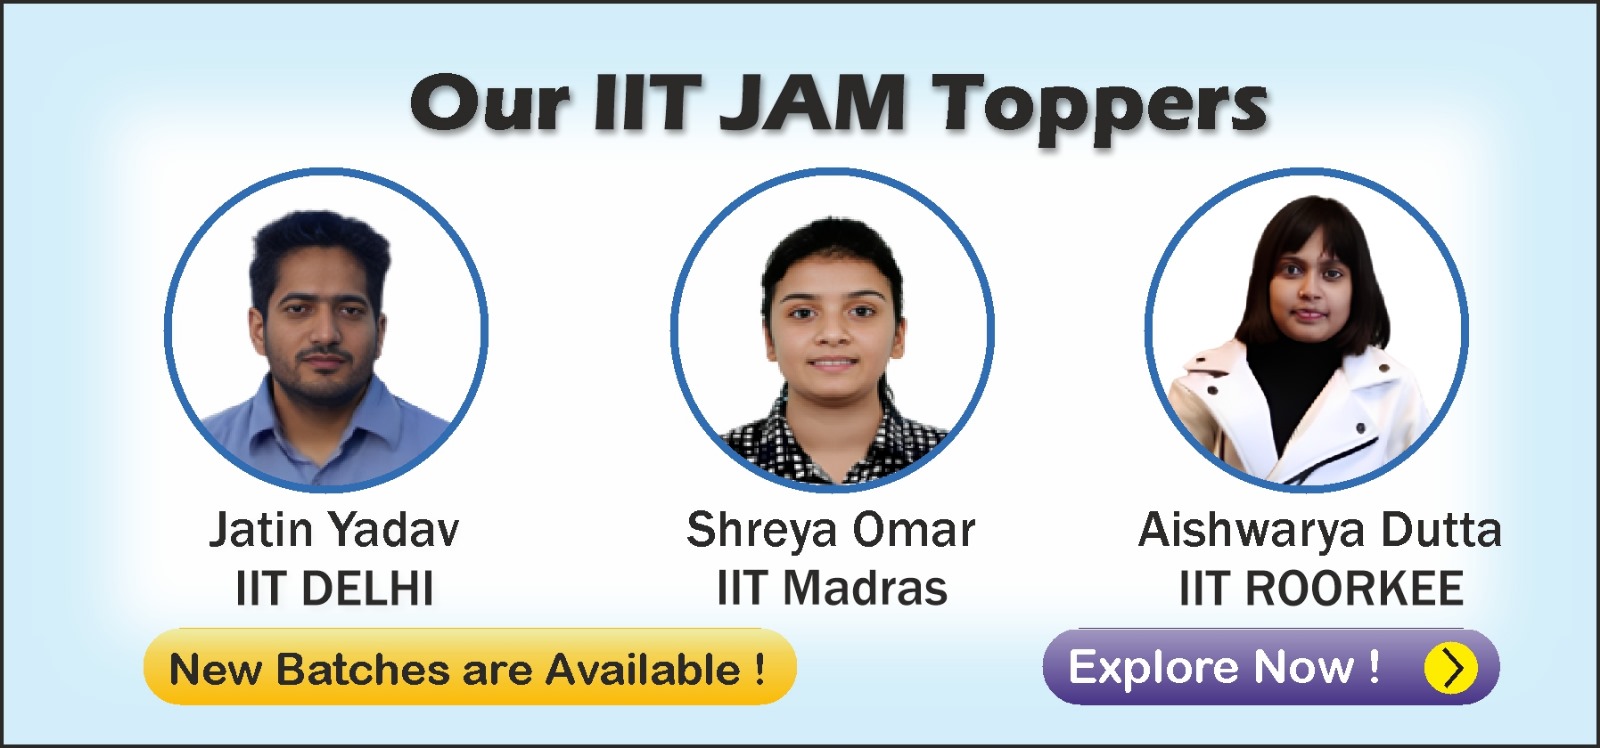 Our IIT JAM Toppers
Jatin Yadav
IIT DELHI
Shreya Omar
IIT Madras
Aishwarya Dutta
IIT ROORKEE
New Batches are Available !
Explore Now !